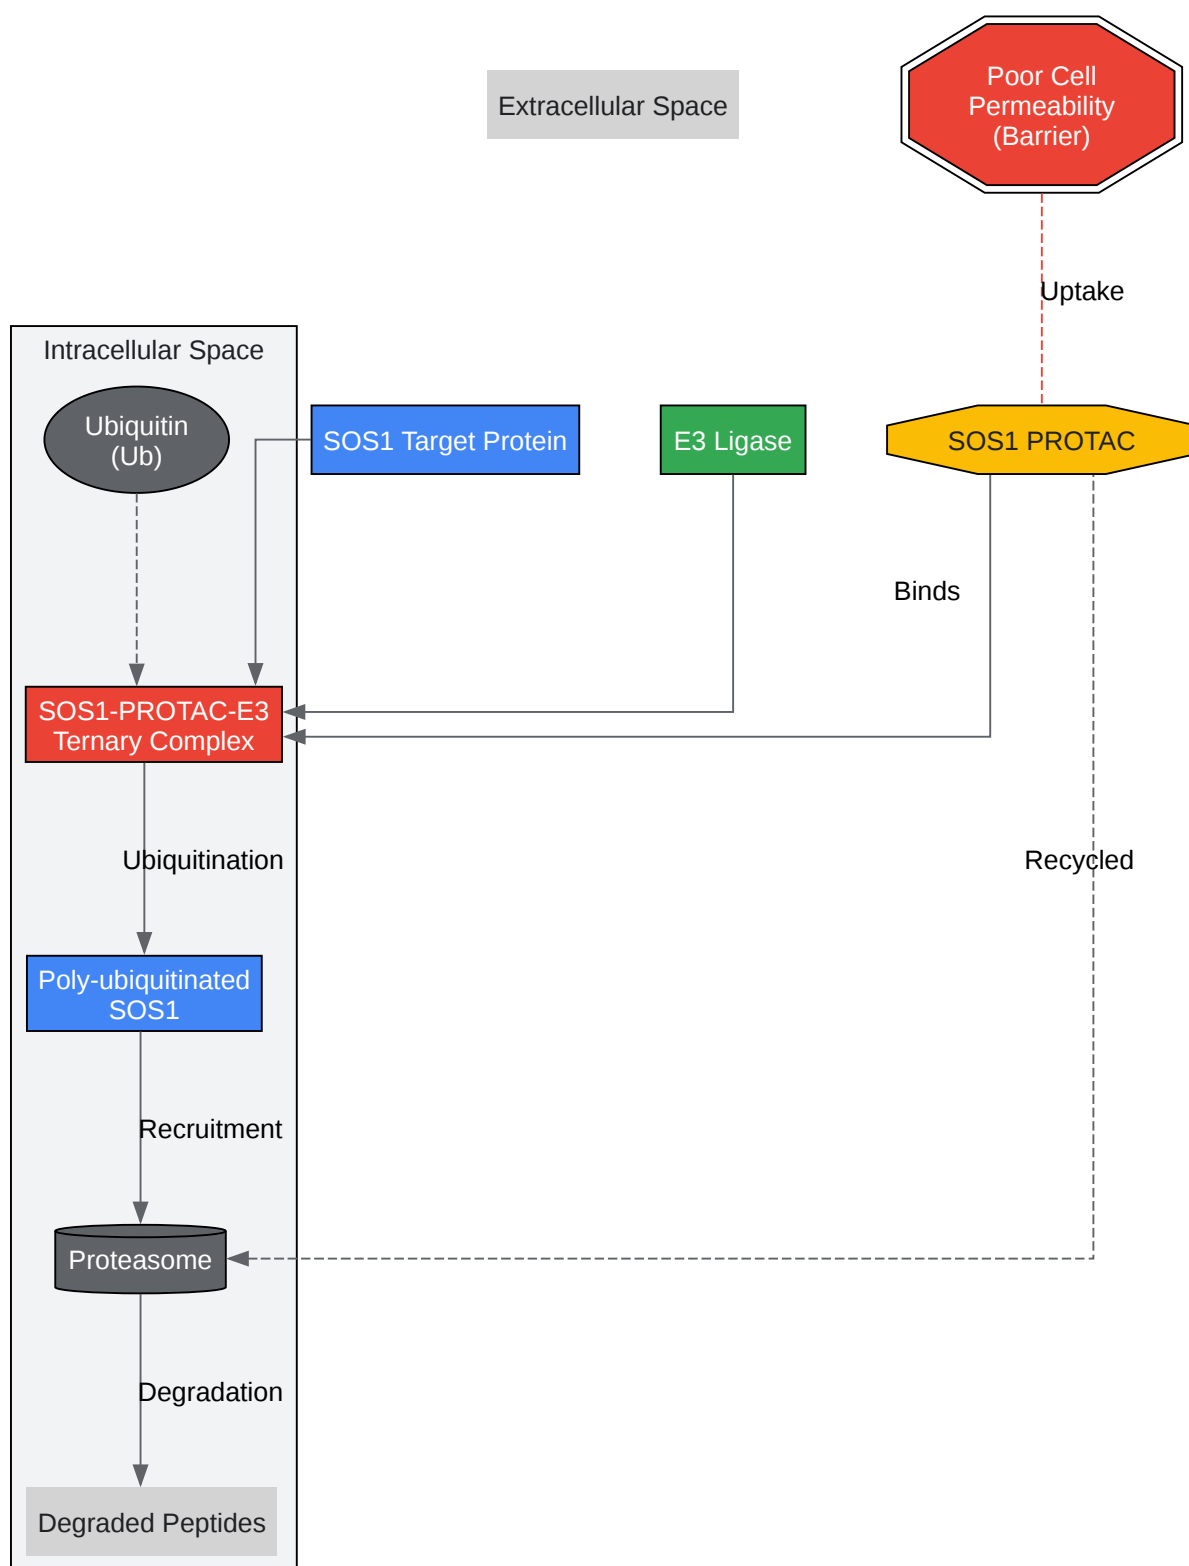 Poor Cell
Permeability
(Barrier)
Extracellular Space
Uptake
Intracellular Space
Ubiquitin
(Ub)
SOS1 Target Protein
E3 Ligase
SOS1 PROTAC
Binds
SOS1-PROTAC-E3
Ternary Complex
Ubiquitination
Recycled
Poly-ubiquitinated
SOS1
Recruitment
Proteasome
Degradation
Degraded Peptides